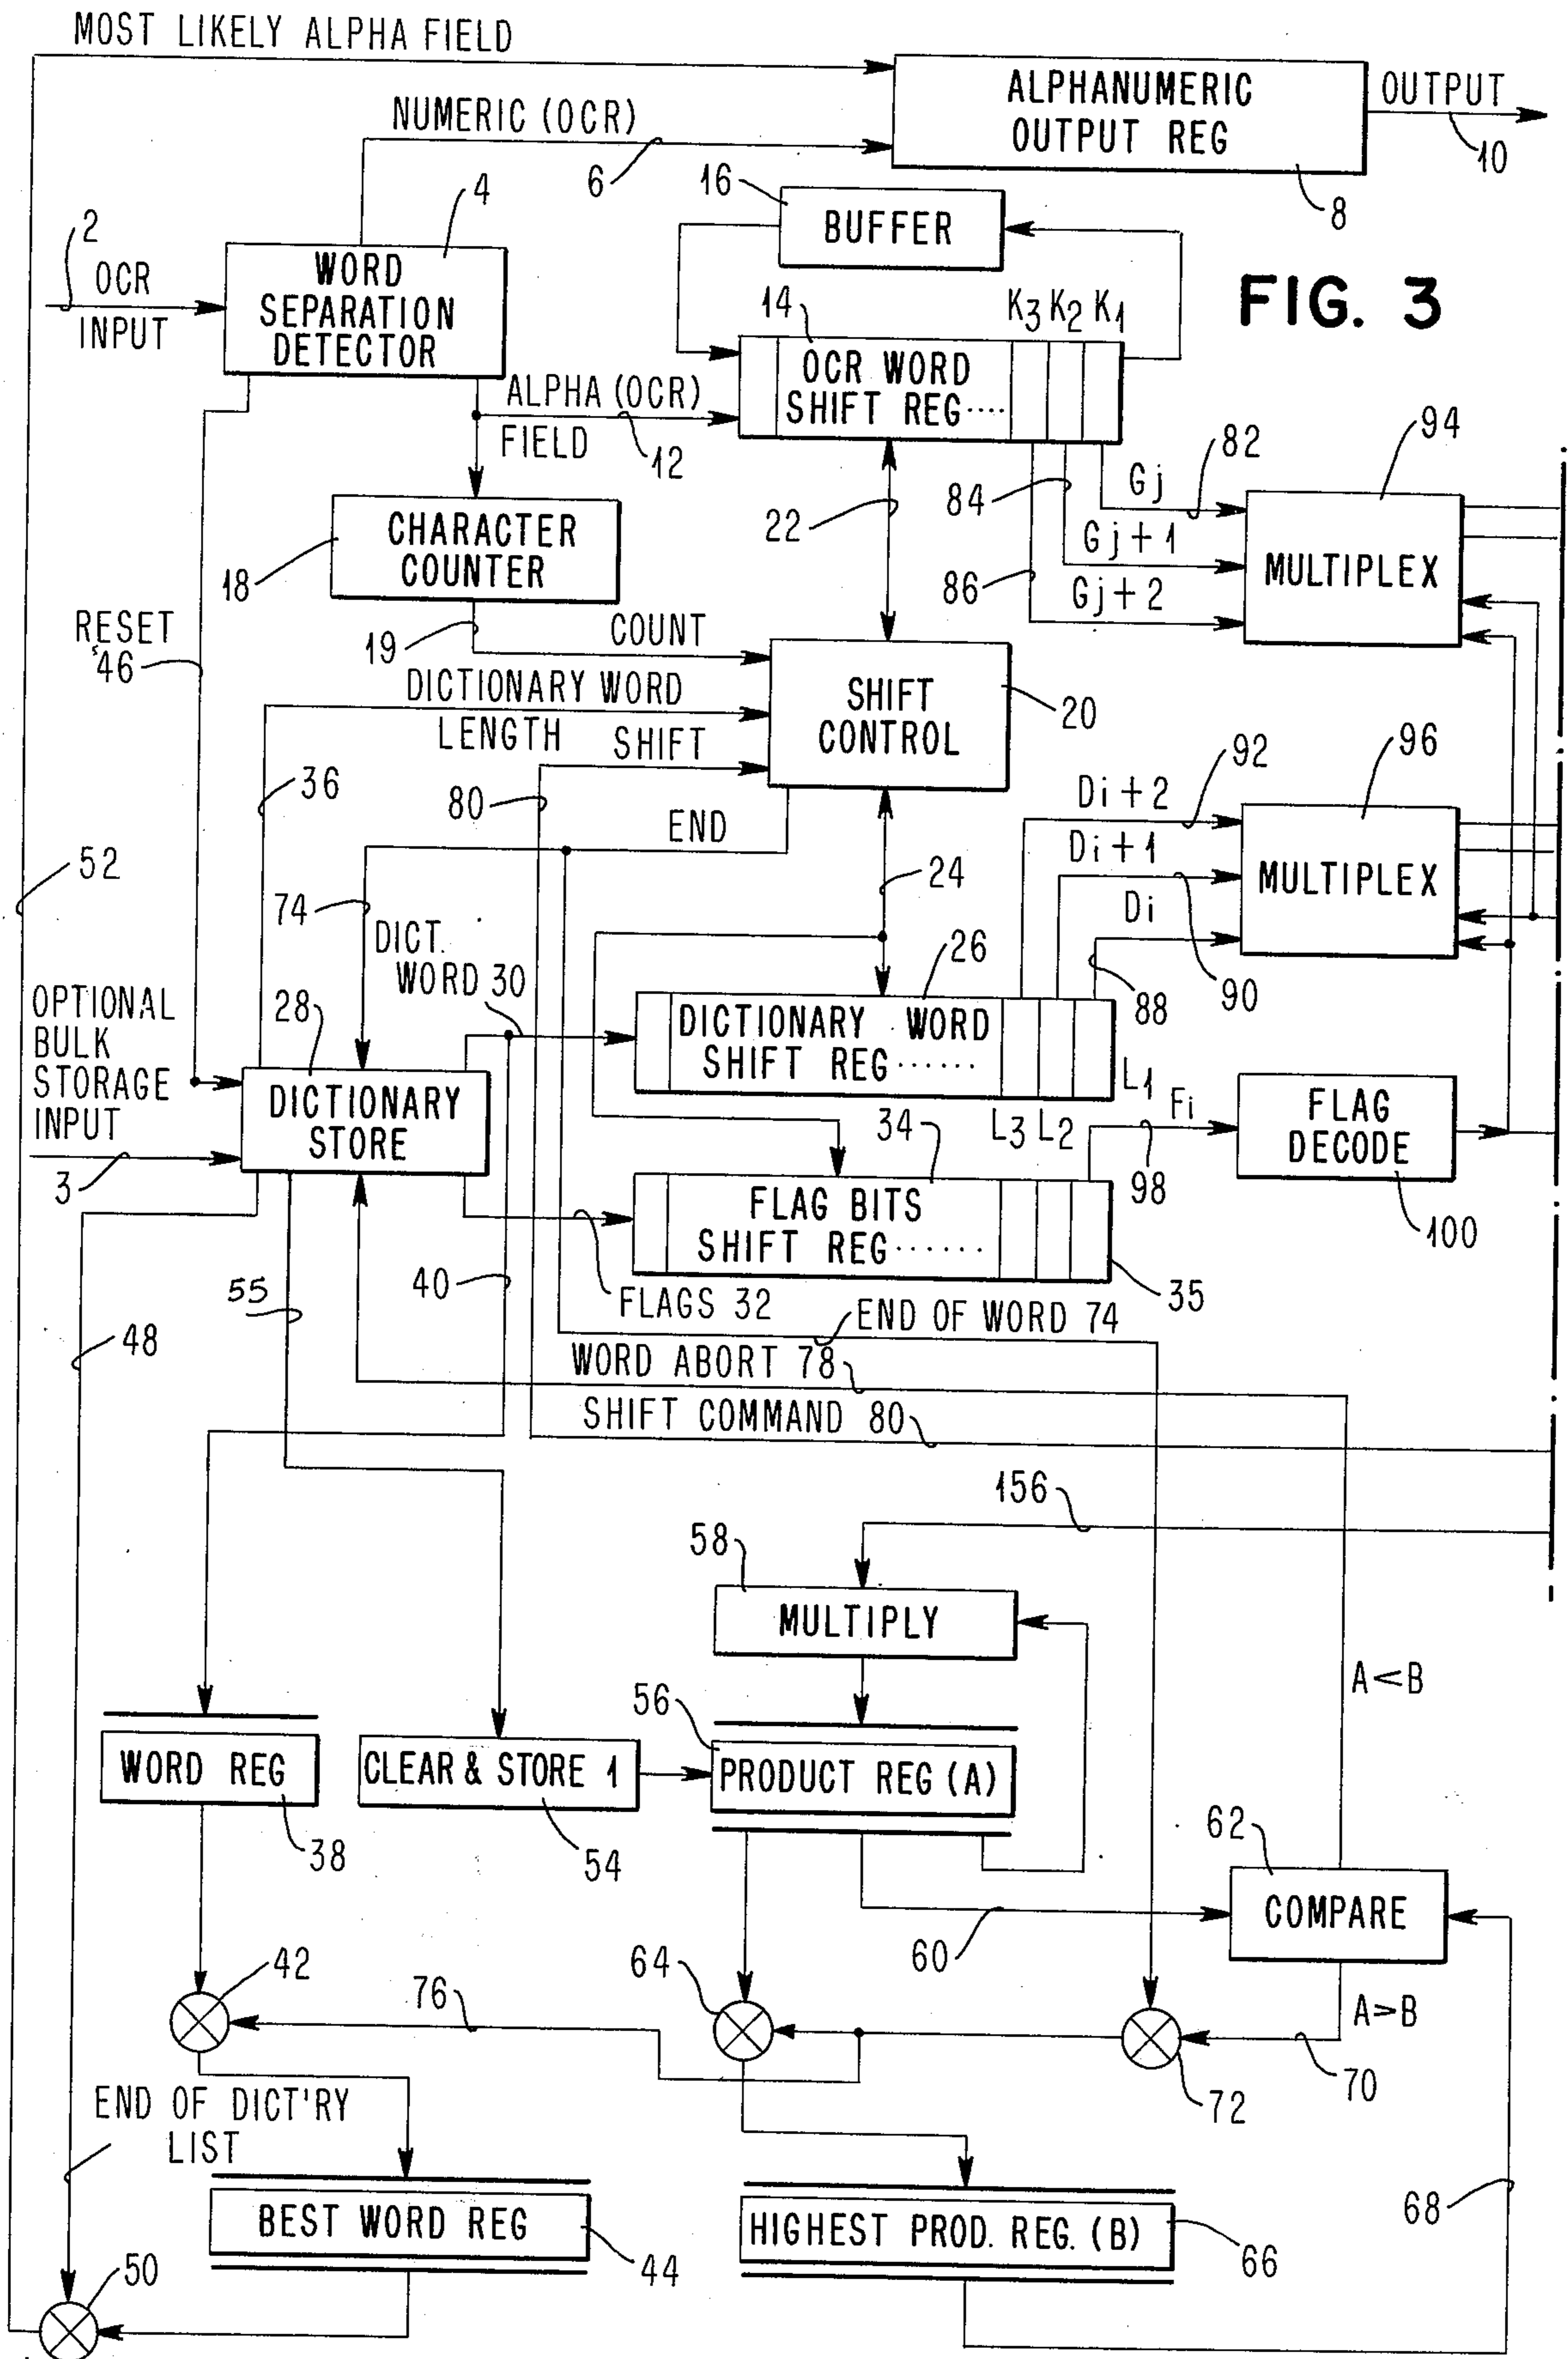 MOST LIKELY ALPHA FIELD
ALPHANUMERIC
OUTPUT REG
OUTPUT
10
8
NUMERIC (OCR)
6
4
2
OCR
INPUT
WORD
SEPARATION
DETECTOR
16
BUFFER
FIG. 3
14
K3 K2 K1
OCR WORD
SHIFT REG....
ALPHA (OCR)
FIELD
12
18
CHARACTER
COUNTER
22
84
86
Gj
82
Gj+1
Gj+2
94
MULTIPLEX
RESET
46
19
COUNT
DICTIONARY WORD
LENGTH
SHIFT
SHIFT
CONTROL
20
36
80
END
52
74
24
Di+2
92
Di+1
Di
96
MULTIPLEX
90
88
DICT.
WORD 30
26
DICTIONARY WORD
SHIFT REG......
L1
L3 L2
OPTIONAL
BULK
STORAGE
INPUT
3
28
DICTIONARY
STORE
34
Fi
98
FLAG
DECODE
100
FLAG BITS
SHIFT REG......
35
FLAGS 32
40
55
48
END OF WORD 74
WORD ABORT 78
SHIFT COMMAND 80
156
58
MULTIPLY
A<B
56
WORD REG
38
CLEAR & STORE 1
54
PRODUCT REG (A)
62
COMPARE
60
42
76
64
A>B
70
72
END OF DICT'RY
LIST
BEST WORD REG
44
HIGHEST PROD. REG. (B)
66
68
50